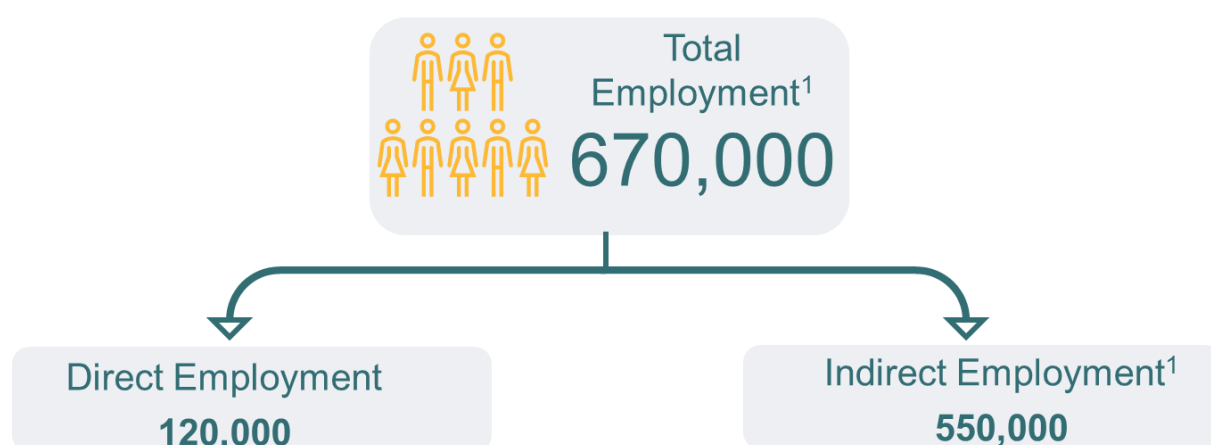 Total
Employment¹
670,000
Direct Employment
120,000
Indirect Employment¹
550,000